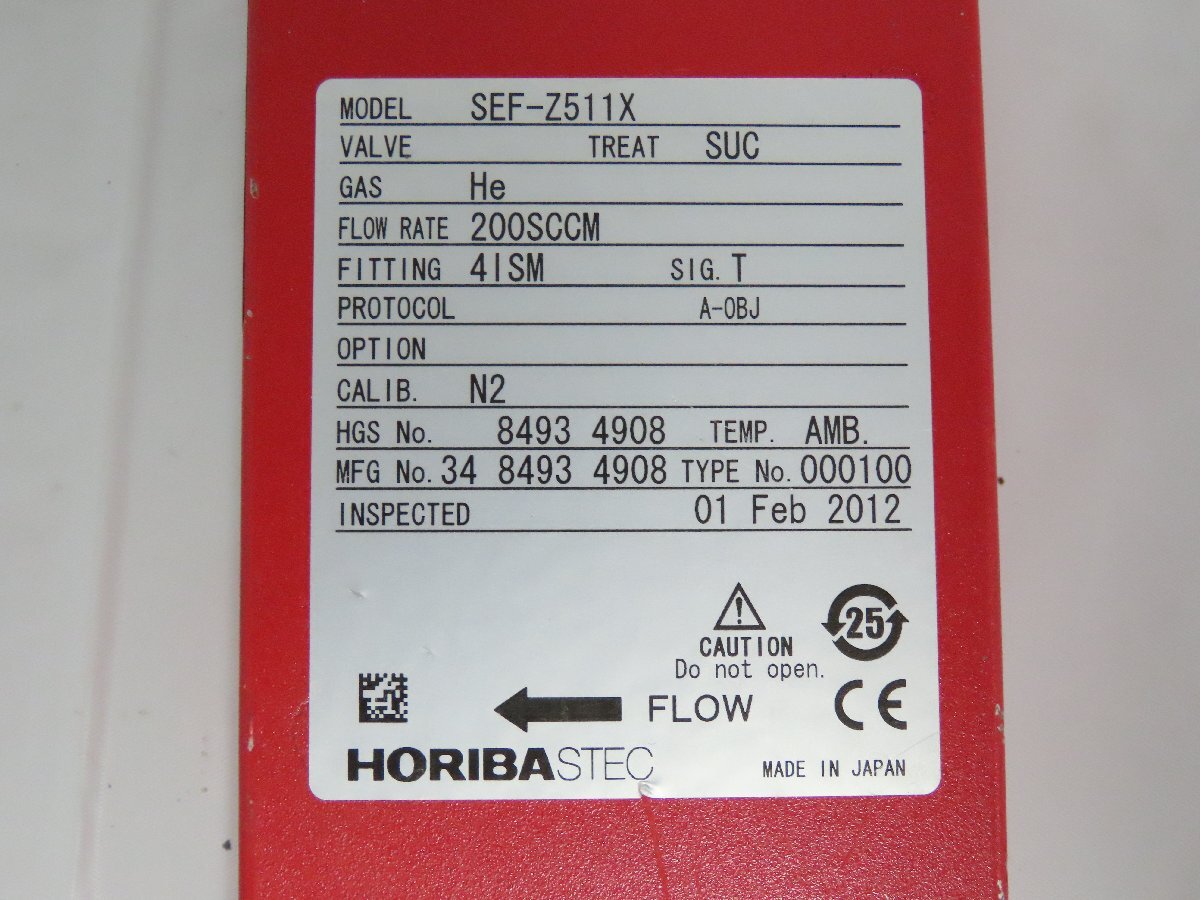 MODEL SEF-Z511X
VALVE TREAT SUC
GAS He
FLOW RATE 200SCCM
FITTING 4ISM SIG. T
PROTOCOL A-OBJ
OPTION
CALIB. N2
HGS No. 8493 4908 TEMP. AMB.
MFG No. 34 8493 4908 TYPE No. 000100
INSPECTED 01 Feb 2012
25
CAUTION
Do not open.
FLOW CE
HORIBASTEC MADE IN JAPAN